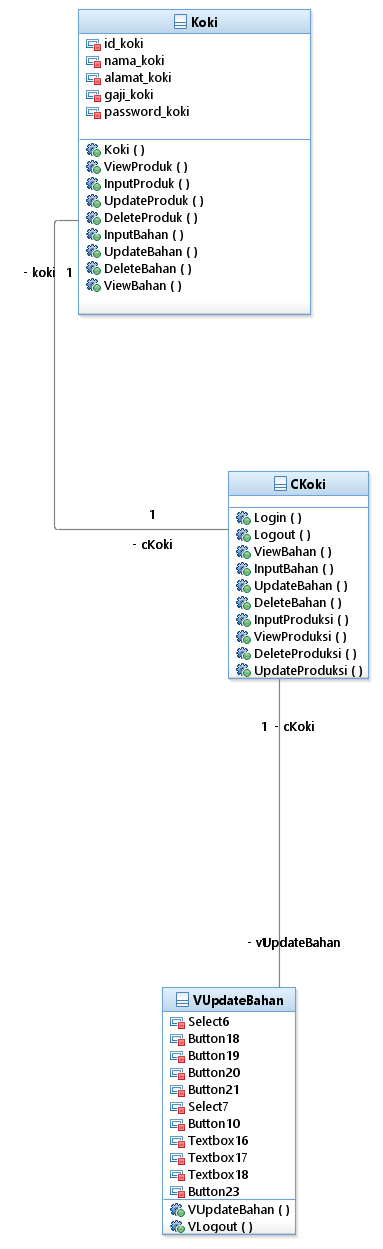 Koki
id_koki
nama_koki
alamat_koki
gaji_koki
password_koki
Koki ( )
ViewProduk ( )
InputProduk ( )
UpdateProduk ( )
DeleteProduk ( )
InputBahan ( )
UpdateBahan ( )
DeleteBahan ( )
ViewBahan ( )
- koki 1
CKoki
Login ( )
Logout ( )
ViewBahan ( )
InputBahan ( )
UpdateBahan ( )
DeleteBahan ( )
InputProduksi ( )
ViewProduksi ( )
DeleteProduksi ( )
UpdateProduksi ( )
1
- cKoki
1 - cKoki
- vUpdateBahan
VUpdateBahan
Select6
Button18
Button19
Button20
Button21
Select7
Button10
Textbox16
Textbox17
Textbox18
Button23
VUpdateBahan ( )
VLogout ( )